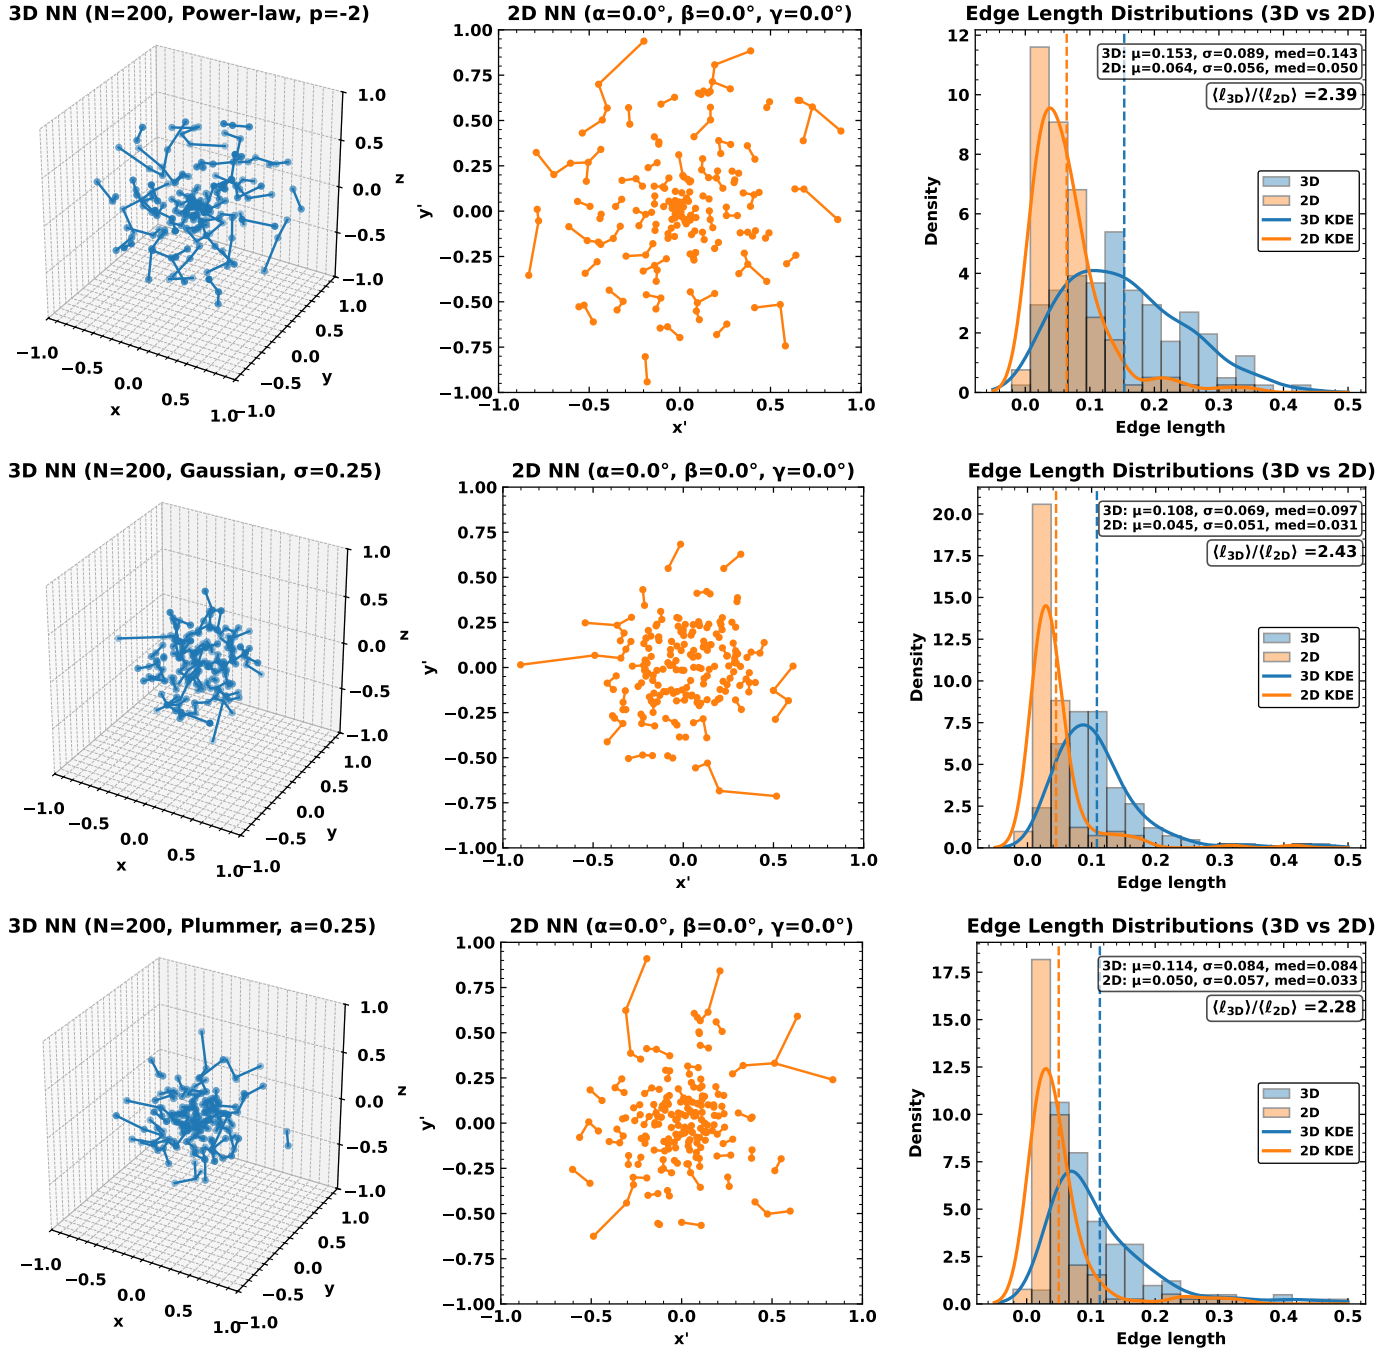 3D NN (N=200, Power-law, p=-2)
1.0
0.5
0.0
−0.5
−1.0
z
1.0
0.5
0.0
−0.5
−1.0
y
−1.0
−0.5
0.0
0.5
1.0
x
2D NN (α=0.0°, β=0.0°, γ=0.0°)
1.00
0.75
0.50
0.25
0.00
−0.25
−0.50
−0.75
−1.00
y'
−1.0 −0.5 0.0 0.5 1.0
x'
Edge Length Distributions (3D vs 2D)
3D: μ=0.153, σ=0.089, med=0.143
2D: μ=0.064, σ=0.056, med=0.050
⟨ℓ3D⟩/⟨ℓ2D⟩ =2.39
3D
2D
3D KDE
2D KDE
12
10
8
6
4
2
0
Density
0.0 0.1 0.2 0.3 0.4 0.5
Edge length
3D NN (N=200, Gaussian, σ=0.25)
1.0
0.5
0.0
−0.5
−1.0
z
1.0
0.5
0.0
−0.5
−1.0
y
−1.0
−0.5
0.0
0.5
1.0
x
2D NN (α=0.0°, β=0.0°, γ=0.0°)
1.00
0.75
0.50
0.25
0.00
−0.25
−0.50
−0.75
−1.00
y'
−1.0 −0.5 0.0 0.5 1.0
x'
Edge Length Distributions (3D vs 2D)
3D: μ=0.108, σ=0.069, med=0.097
2D: μ=0.045, σ=0.051, med=0.031
⟨ℓ3D⟩/⟨ℓ2D⟩ =2.43
3D
2D
3D KDE
2D KDE
20.0
17.5
15.0
12.5
10.0
7.5
5.0
2.5
0.0
Density
0.0 0.1 0.2 0.3 0.4 0.5
Edge length
3D NN (N=200, Plummer, a=0.25)
1.0
0.5
0.0
−0.5
−1.0
z
1.0
0.5
0.0
−0.5
−1.0
y
−1.0
−0.5
0.0
0.5
1.0
x
2D NN (α=0.0°, β=0.0°, γ=0.0°)
1.00
0.75
0.50
0.25
0.00
−0.25
−0.50
−0.75
−1.00
y'
−1.0 −0.5 0.0 0.5 1.0
x'
Edge Length Distributions (3D vs 2D)
3D: μ=0.114, σ=0.084, med=0.084
2D: μ=0.050, σ=0.057, med=0.033
⟨ℓ3D⟩/⟨ℓ2D⟩ =2.28
3D
2D
3D KDE
2D KDE
17.5
15.0
12.5
10.0
7.5
5.0
2.5
0.0
Density
0.0 0.1 0.2 0.3 0.4 0.5
Edge length